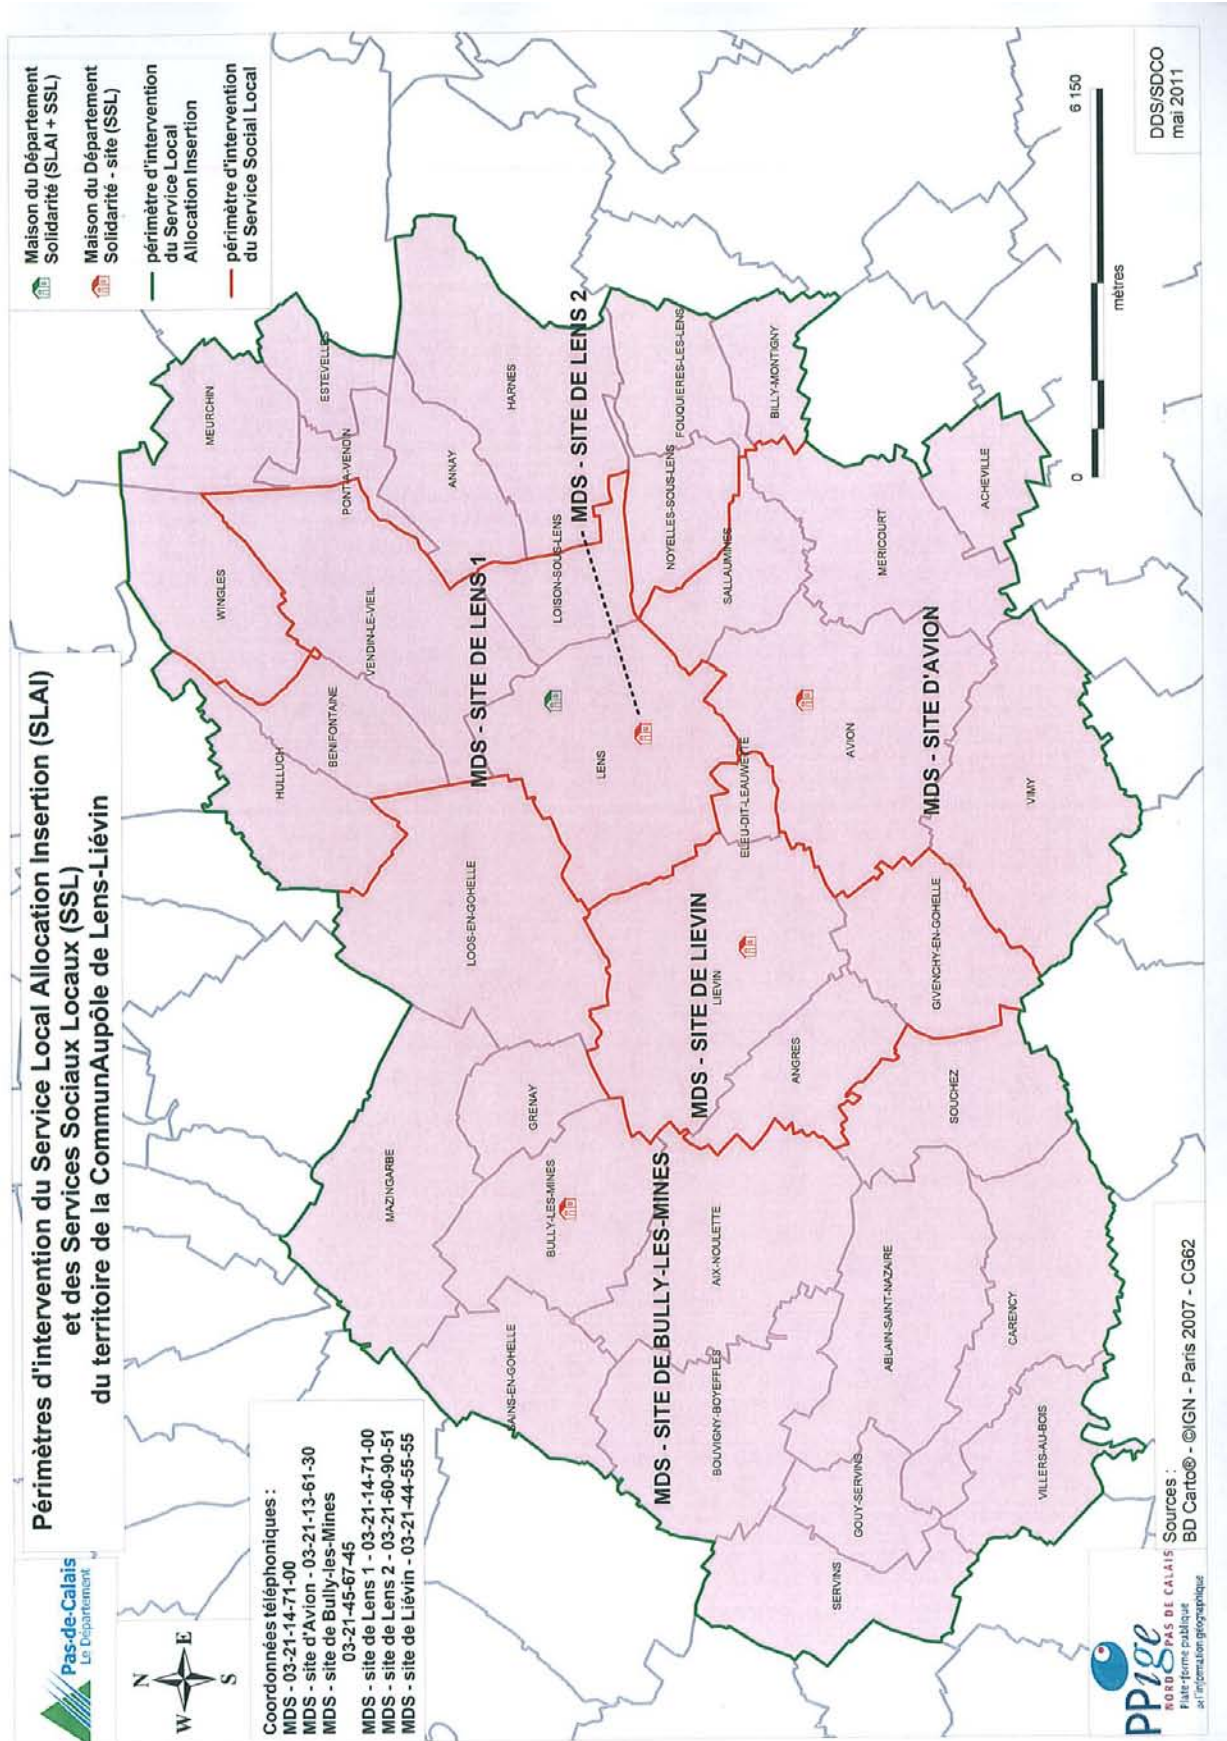 Pas-de-Calais
Le Département
Périmètres d'intervention du Service Local Allocation Insertion (SLAI)
et des Services Sociaux Locaux (SSL)
du territoire de la CommunAupôle de Lens-Liévin
Maison du Département
Solidarité (SLAI + SSL)
Maison du Département
Solidarité - site (SSL)
périmètre d'intervention
du Service Local
Allocation Insertion
périmètre d'intervention
du Service Social Local
N
W
E
S
Coordonnées téléphoniques :
MDS - 03-21-14-71-00
MDS - site d'Avion - 03-21-13-61-30
MDS - site de Bully-les-Mines
03-21-45-67-45
MDS - site de Lens 1 - 03-21-14-71-00
MDS - site de Lens 2 - 03-21-60-90-51
MDS - site de Liévin - 03-21-44-55-55
MEURCHIN
WINGLES
ESTEVELLES
HULLUCH
BENIFONTAINE
PONT-A-VENDIN
VENDIN-LE-VIEIL
MAZINGARBE
ANNAY
LOOS-EN-GOHELLE
MDS - SITE DE LENS 1
HARNES
SAINS-EN-GOHELLE
GRENAY
BULLY-LES-MINES
LOISON-SOUS-LENS
MDS - SITE DE LENS 2
LENS
MDS - SITE DE BULLY-LES-MINES
NOYELLES-SOUS-LENS
FOUQUIERES-LES-LENS
MDS - SITE DE LIEVIN
LIEVIN
BOUVIGNY-BOYEFFLES
AIX-NOULETTE
SALLAUMINES
ELEU-DIT-LEAUWETTE
BILLY-MONTIGNY
ANGRES
SERVINS
GOUY-SERVINS
AVION
ABLAIN-SAINT-NAZAIRE
MERICOURT
MDS - SITE D'AVION
GIVENCHY-EN-GOHELLE
SOUCHEZ
ACHEVILLE
CARENCY
VILLERS-AU-BOIS
VIMY
0
6 150
mètres
PPige
NORD PAS DE CALAIS
Plate-forme publique
de l'information géographique
Sources :
BD Carto® - ©IGN - Paris 2007 - CG62
DDS/SDCO
mai 2011